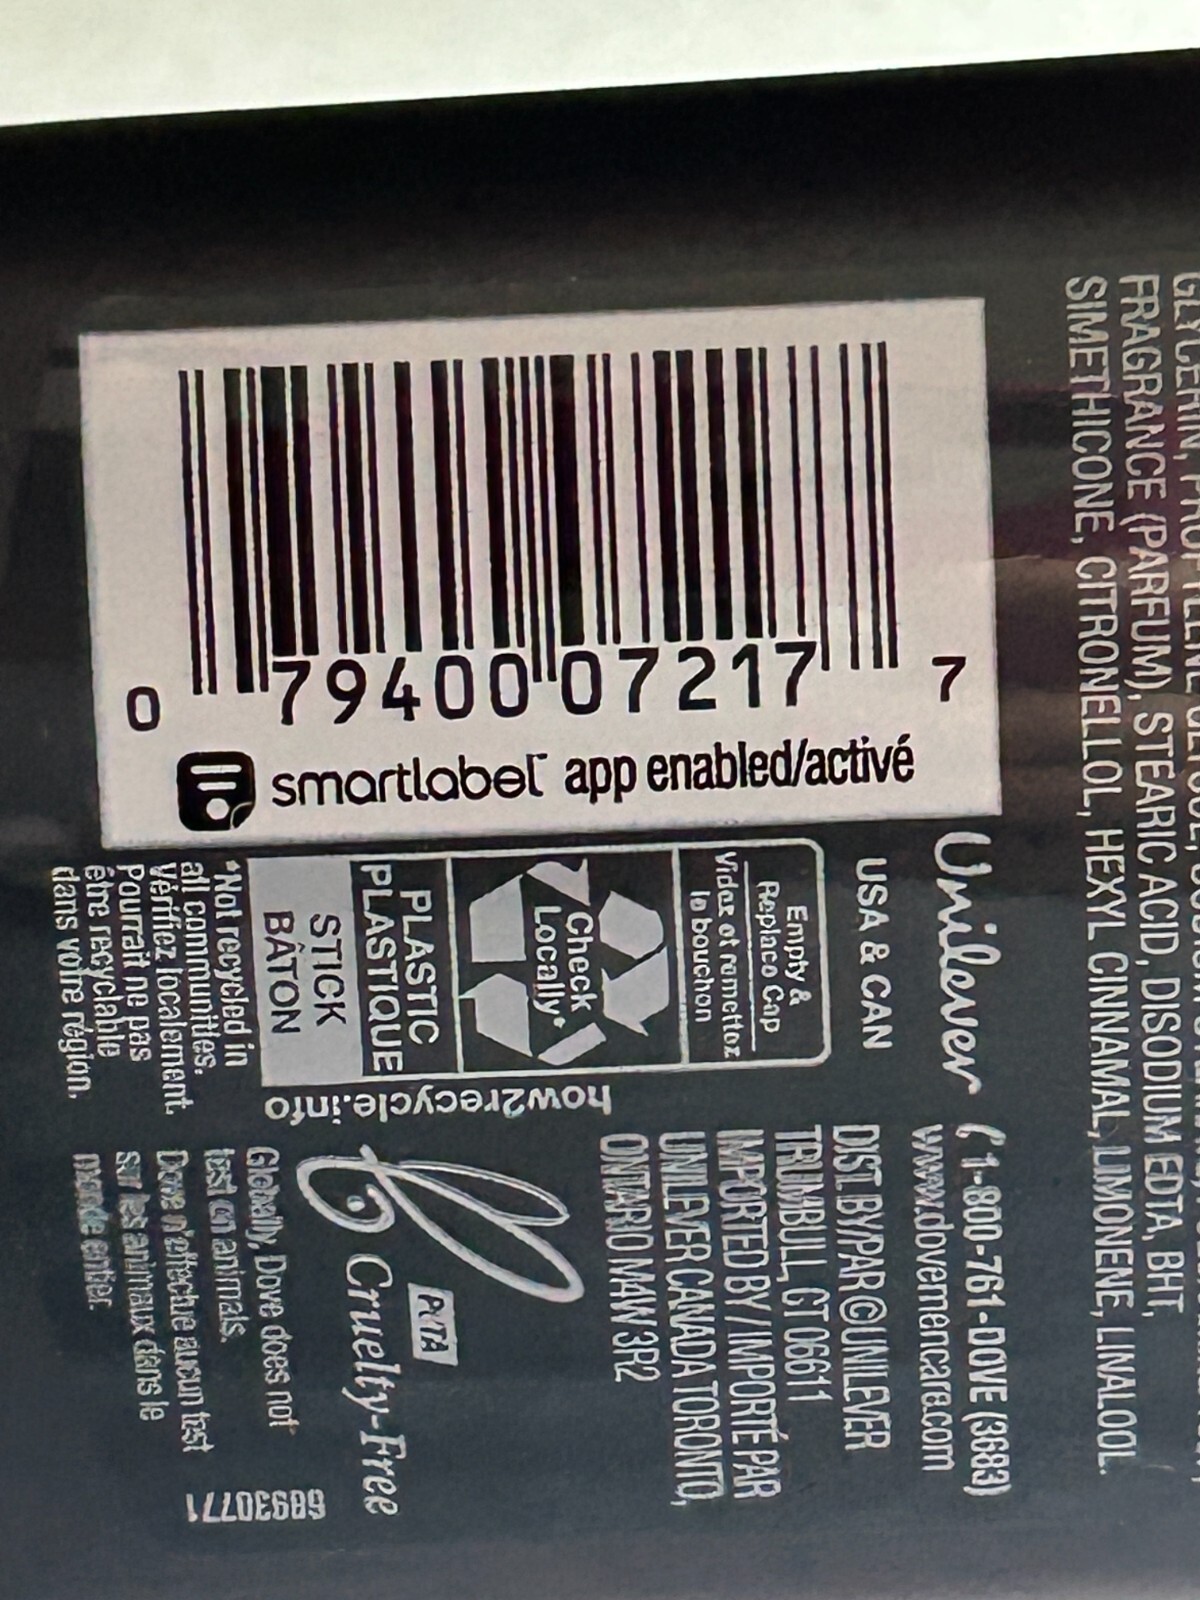 FRAGRANCE (PARFUM), STEARIC ACID, DISODIUM EDTA, BHT,
SIMETHICONE, CITRONELLOL, HEXYL CINNAMAL, LIMONENE, LINALOOL.
0 79400 07217 7
smartlabel™ app enabled/activé
Unilever
1-800-761-DOVE (3683)
www.dovemencare.com
USA & CAN
DIST. BY/PAR © UNILEVER
TRUMBULL, CT 06611
IMPORTED BY / IMPORTÉ PAR
UNILEVER CANADA TORONTO,
ONTARIO M4W 3R2
Empty &
Replace Cap
Videz et remettez
le bouchon
Check
Locally*
PLASTIC
PLASTIQUE
STICK
BÂTON
how2recycle.info
*Not recycled in
all communities.
Vérifiez localement.
Pourrait ne pas
être recyclable
dans votre région.
PETA
Cruelty-Free
Globally, Dove does not
test on animals.
Dove n'effectue aucun test
sur les animaux dans le
monde entier.
68930771